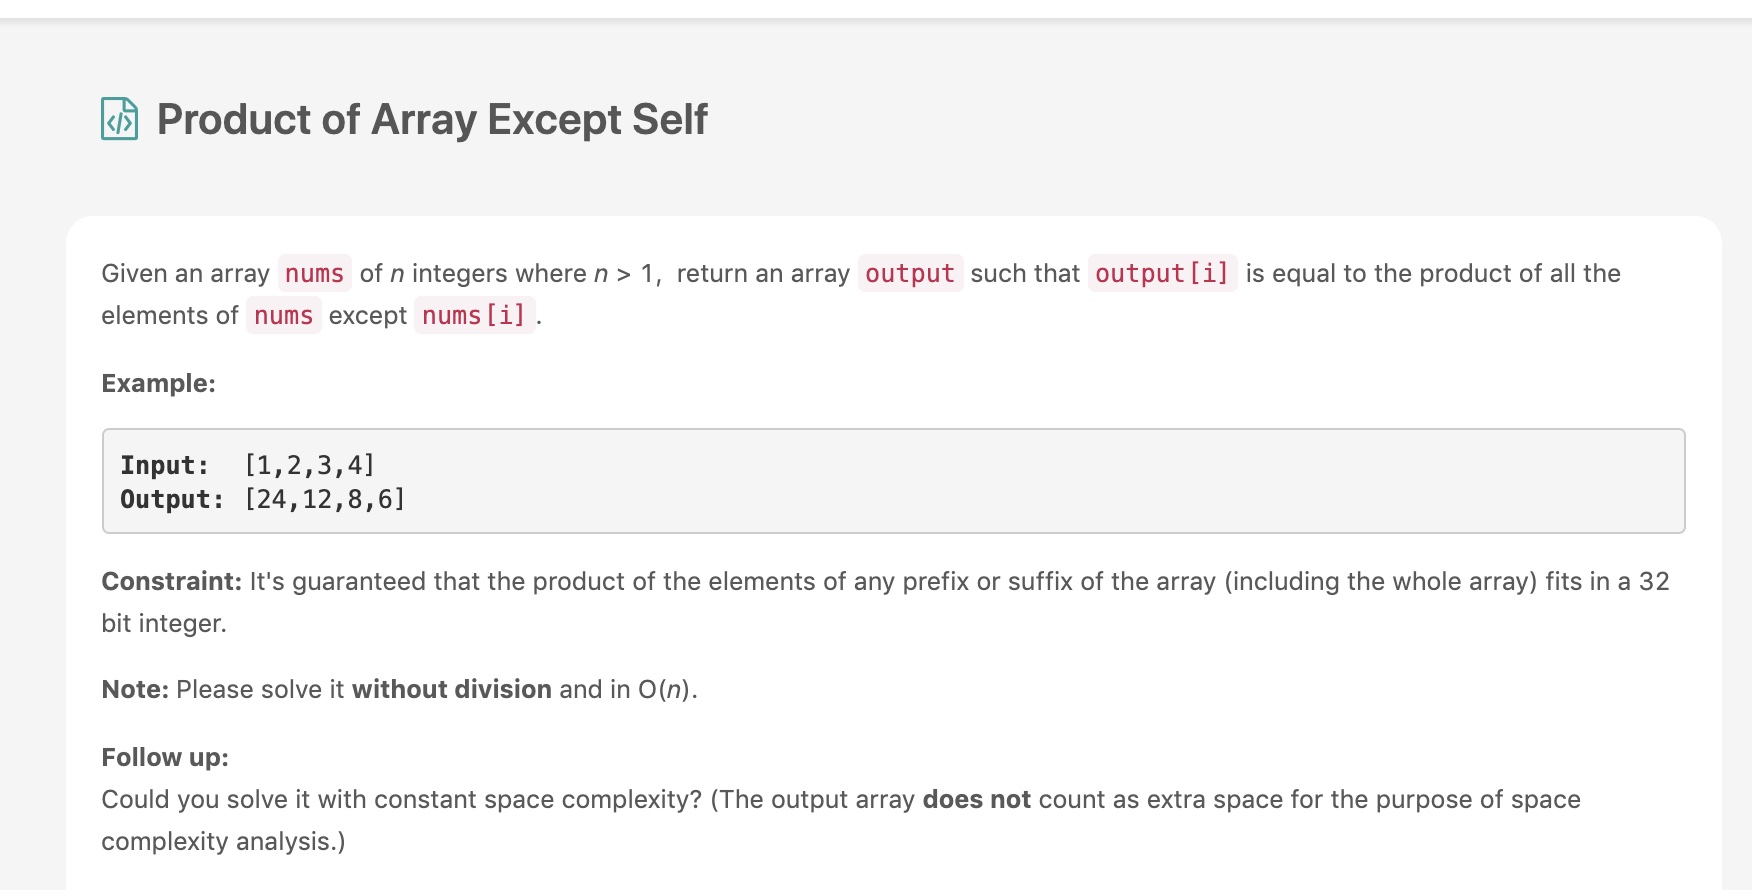 </> Product of Array Except Self
Given an array nums of n integers where n > 1, return an array output such that output[i] is equal to the product of all the
elements of nums except nums[i].
Example:
Input: [1,2,3,4]
Output: [24,12,8,6]
Constraint: It's guaranteed that the product of the elements of any prefix or suffix of the array (including the whole array) fits in a 32
bit integer.
Note: Please solve it without division and in O(n).
Follow up:
Could you solve it with constant space complexity? (The output array does not count as extra space for the purpose of space
complexity analysis.)